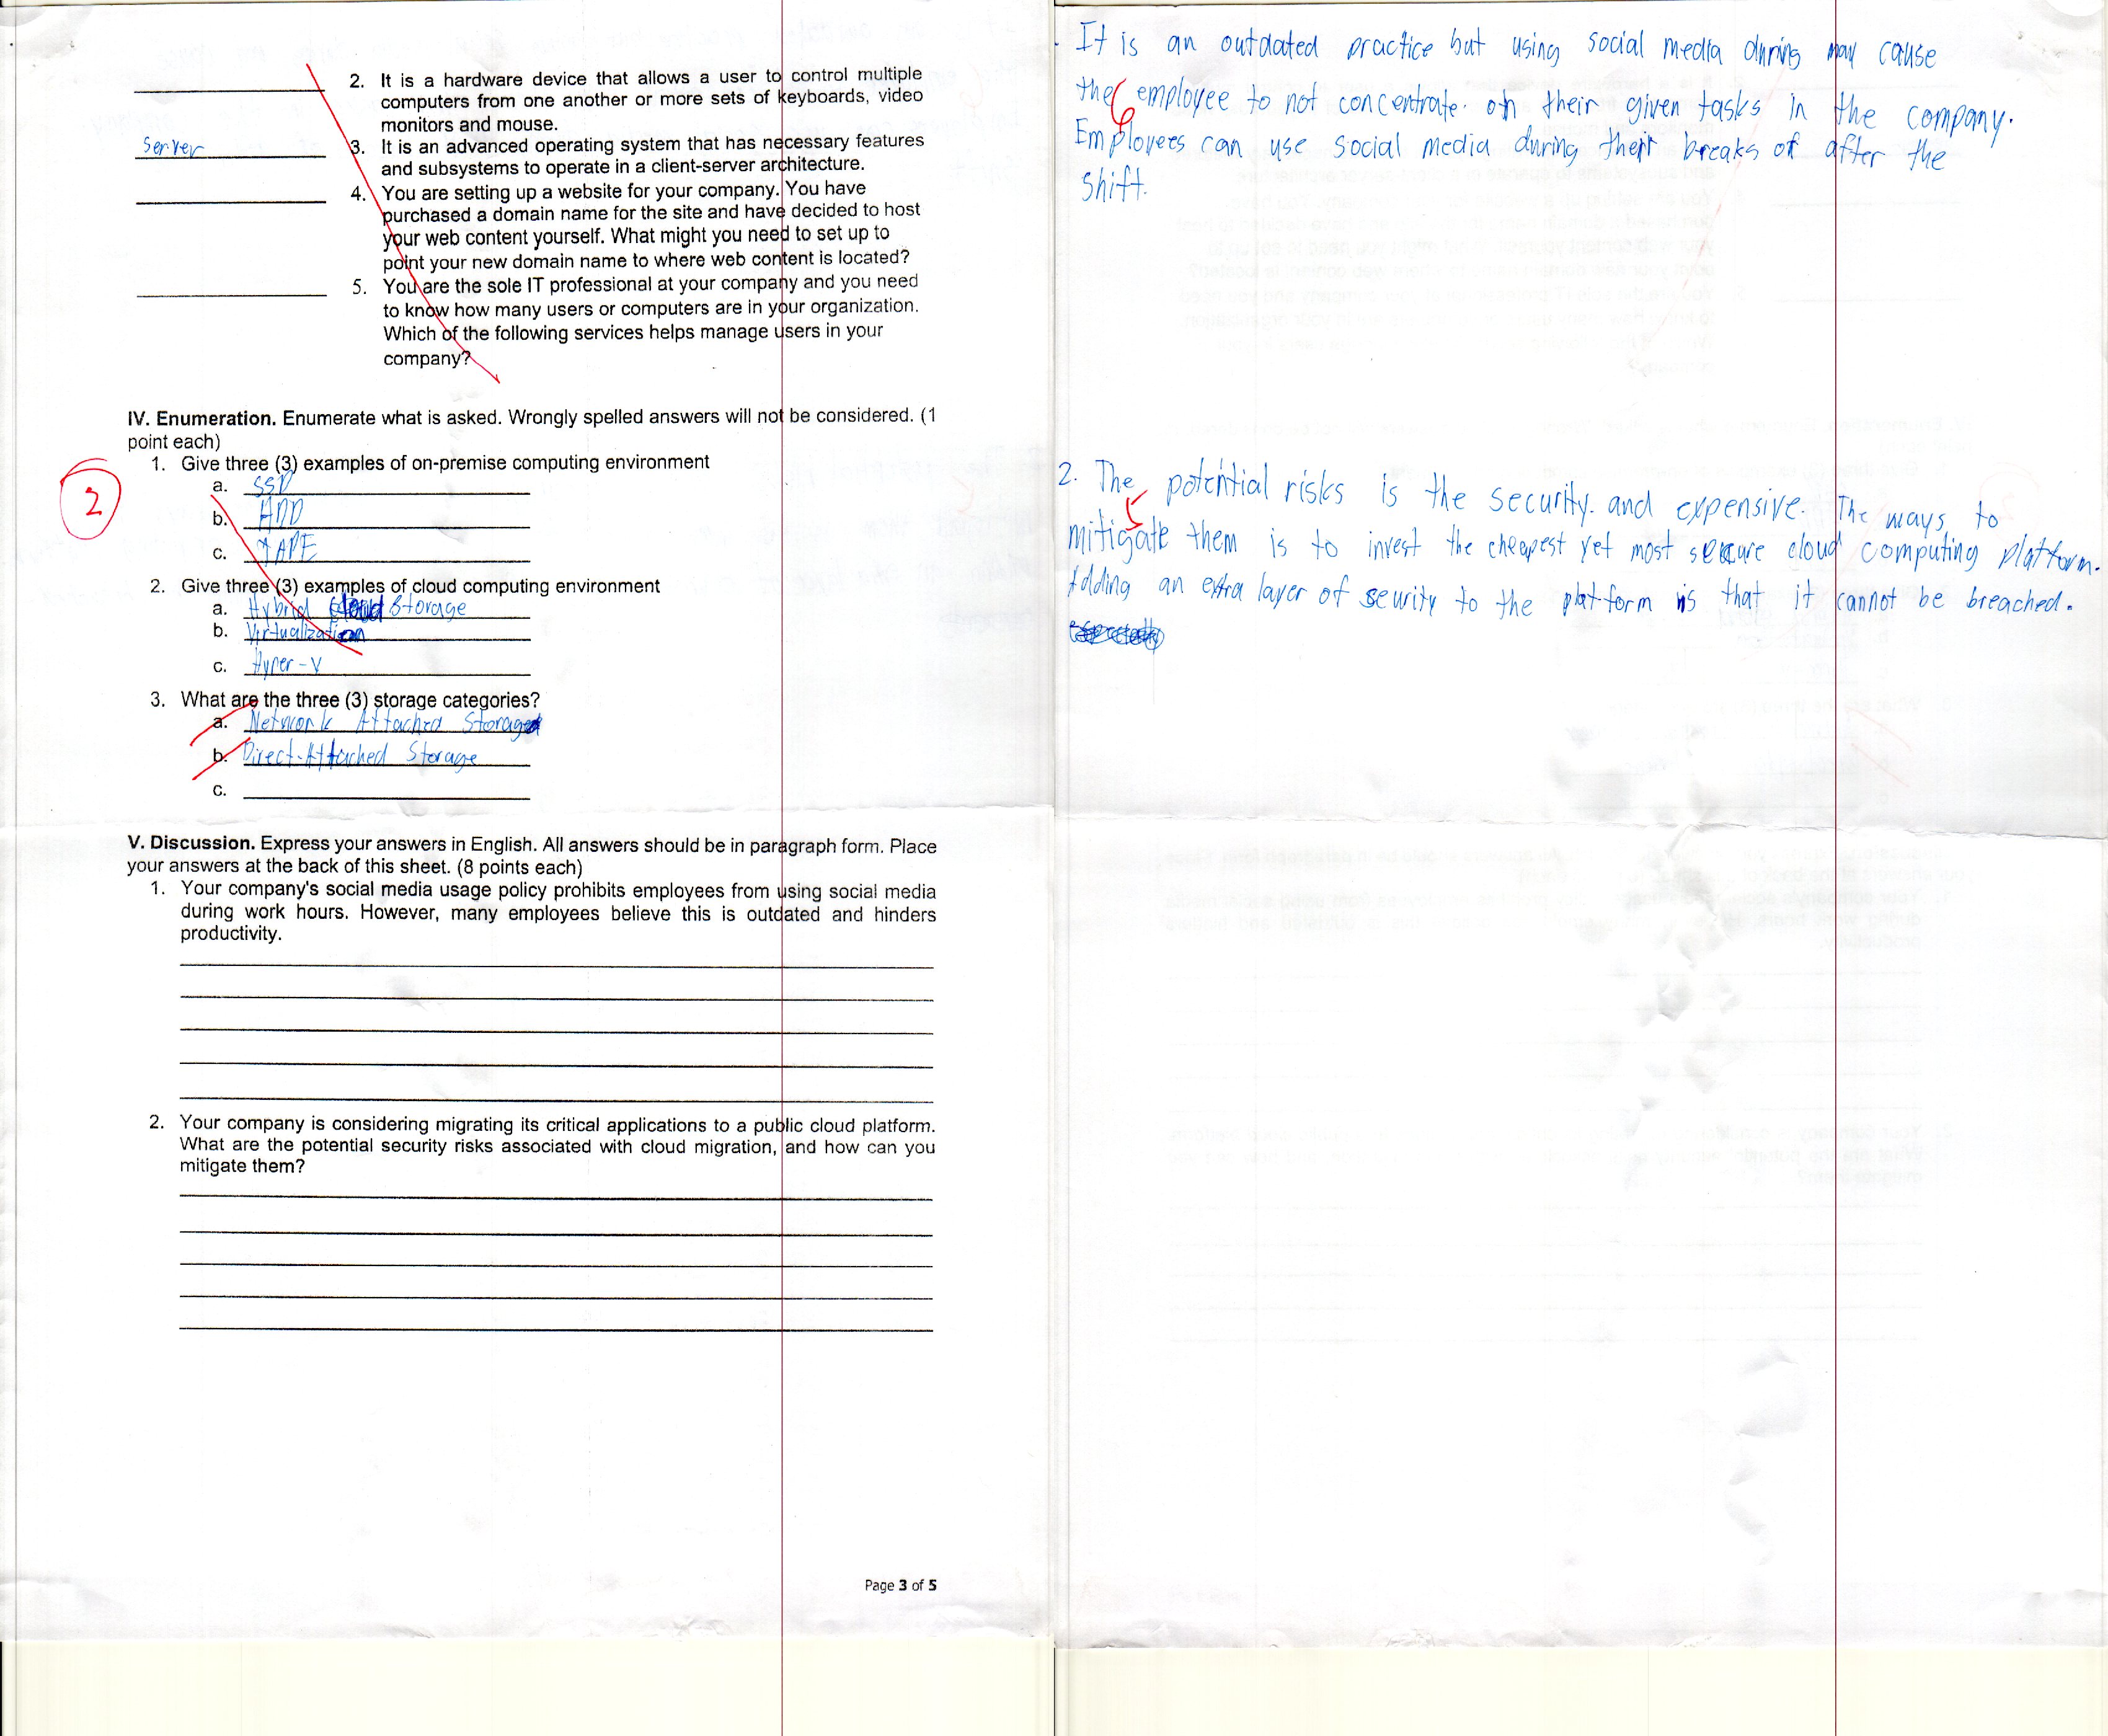 2. It is a hardware device that allows a user to control multiple
computers from one another or more sets of keyboards, video
monitors and mouse.
Server 3. It is an advanced operating system that has necessary features
and subsystems to operate in a client-server architecture.
4. You are setting up a website for your company. You have
purchased a domain name for the site and have decided to host
your web content yourself. What might you need to set up to
point your new domain name to where web content is located?
5. You are the sole IT professional at your company and you need
to know how many users or computers are in your organization.
Which of the following services helps manage users in your
company?
IV. Enumeration. Enumerate what is asked. Wrongly spelled answers will not be considered. (1
point each)
2
1. Give three (3) examples of on-premise computing environment
a. SSD
b. HDD
c. TAPE
2. Give three (3) examples of cloud computing environment
a. Hybrid Storage
b. Virtualization
c. Hyper-V
3. What are the three (3) storage categories?
a. Network Attached Storage
b. Direct-Attached Storage
c.
V. Discussion. Express your answers in English. All answers should be in paragraph form. Place
your answers at the back of this sheet. (8 points each)
1. Your company's social media usage policy prohibits employees from using social media
during work hours. However, many employees believe this is outdated and hinders
productivity.
2. Your company is considering migrating its critical applications to a public cloud platform.
What are the potential security risks associated with cloud migration, and how can you
mitigate them?
Page 3 of 5
It is an outdated practice but using social media during may cause
the employee to not concentrate. on their given tasks in the company.
Employees can use social media during their breaks or after the
shift.
6
2. The potential risks is the security. and expensive. The ways to
mitigate them is to invest the cheapest yet most secure cloud computing platform.
Adding an extra layer of seurity to the platform is that it cannot be breached.
5